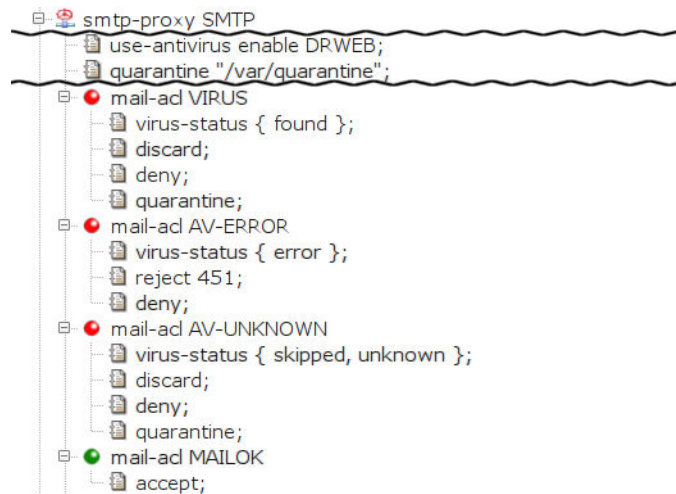 smtp-proxy SMTP
use-antivirus enable DRWEB;
quarantine "/var/quarantine";
mail-acl VIRUS
virus-status { found };
discard;
deny;
quarantine;
mail-acl AV-ERROR
virus-status { error };
reject 451;
deny;
mail-acl AV-UNKNOWN
virus-status { skipped, unknown };
discard;
deny;
quarantine;
mail-acl MAILOK
accept;